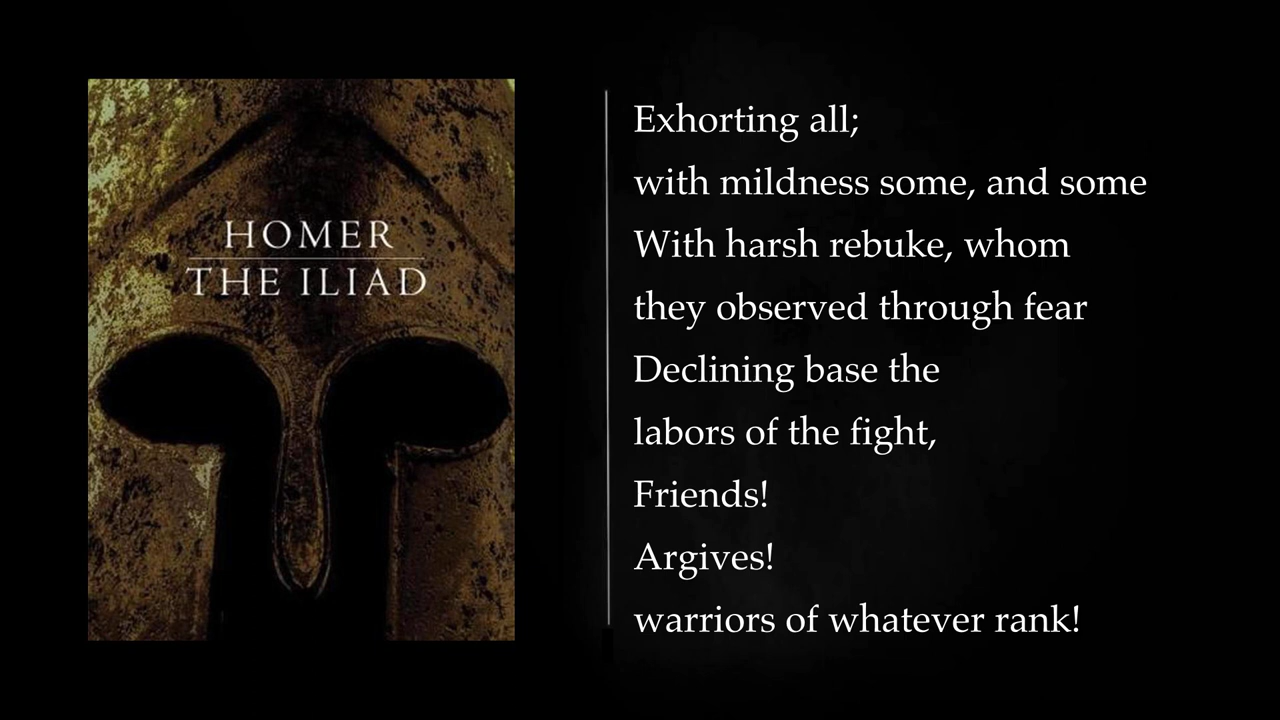 HOMER
THE ILIAD
Exhorting all;
with mildness some, and some
With harsh rebuke, whom
they observed through fear
Declining base the
labors of the fight,
Friends!
Argives!
warriors of whatever rank!